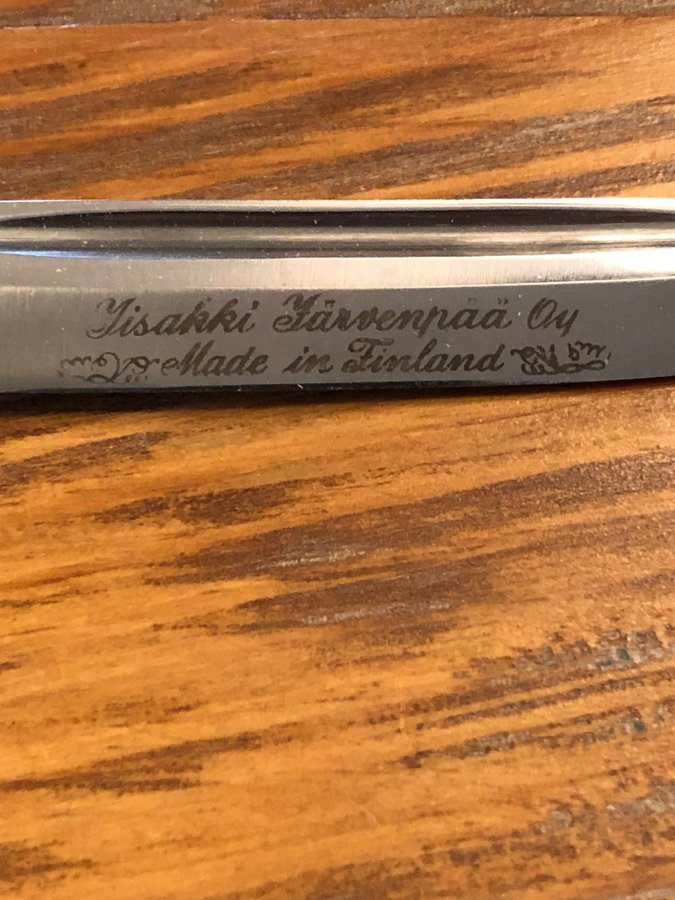 Iisakki Järvenpää Oy
Made in Finland